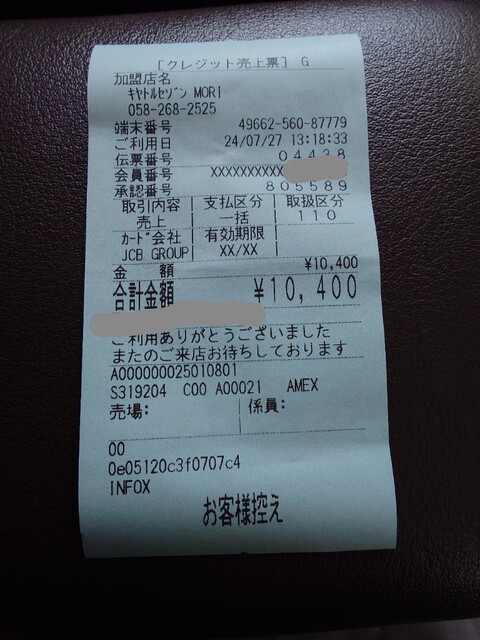 [クレジット売上票] G
加盟店名
ｷﾔﾄﾙｾｿﾞﾝ MORI
058-268-2525
端末番号 49662-560-87779
ご利用日 24/07/27 13:18:33
伝票番号 04438
会員番号 XXXXXXXXXX
承認番号 805589
取引内容 支払区分 取扱区分
売上 一括 110
ｶｰﾄﾞ会社 有効期限
JCB GROUP XX/XX
金 額 ¥10,400
合計金額 ¥10,400
ご利用ありがとうございました
またのご来店お待ちしております
A000000025010801
S319204 C00 A00021 AMEX
売場: 係員:
00
0e05120c3f0707c4
INFOX
お客様控え